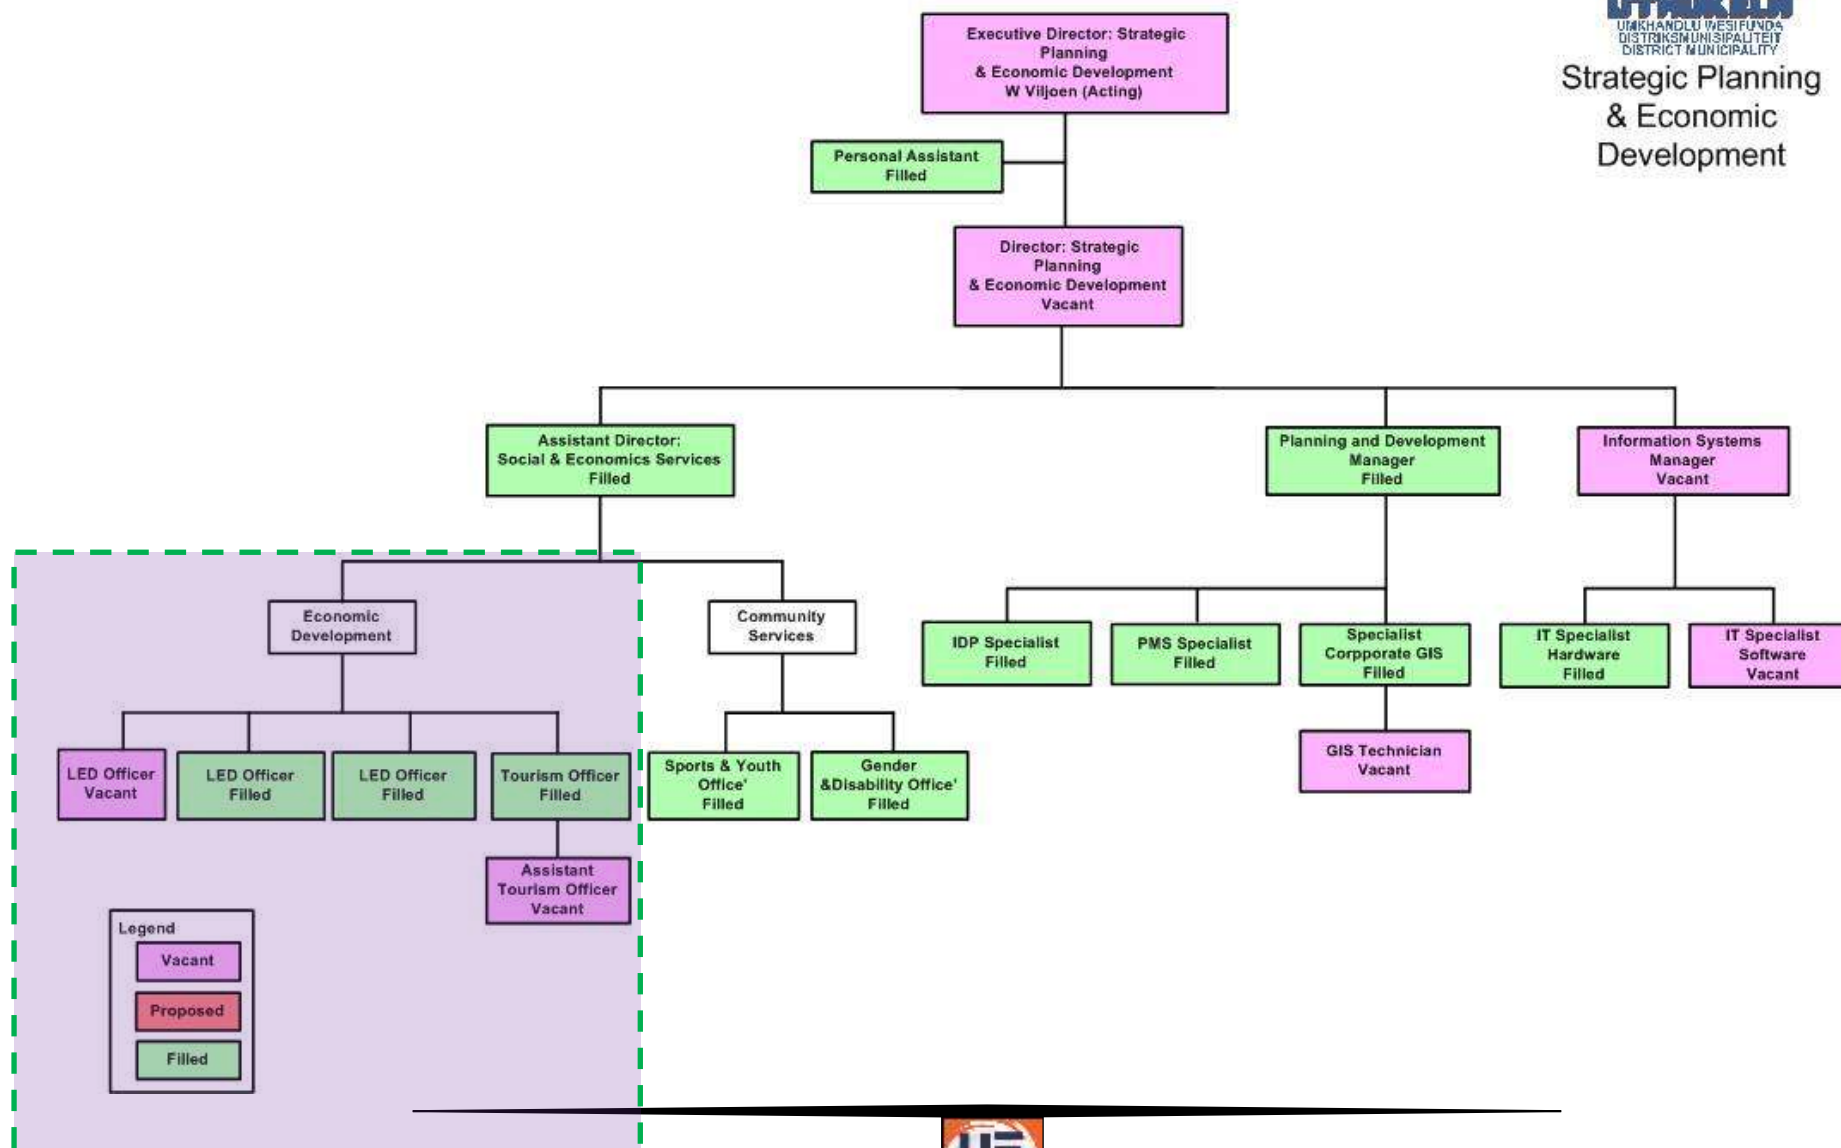 UMKHANDLU WESIFUNDA
DISTRIKSMUNISIPALITEIT
DISTRICT MUNICIPALITY
Strategic Planning
& Economic
Development
Executive Director: Strategic
Planning
& Economic Development
W Viljoen (Acting)
Personal Assistant
Filled
Director: Strategic
Planning
& Economic Development
Vacant
Assistant Director:
Social & Economics Services
Filled
Planning and Development
Manager
Filled
Information Systems
Manager
Vacant
Economic
Development
Community
Services
IDP Specialist
Filled
PMS Specialist
Filled
Specialist
Corpporate GIS
Filled
IT Specialist
Hardware
Filled
IT Specialist
Software
Vacant
LED Officer
Vacant
LED Officer
Filled
LED Officer
Filled
Tourism Officer
Filled
Sports & Youth
Office'
Filled
Gender
&Disability Office'
Filled
GIS Technician
Vacant
Assistant
Tourism Officer
Vacant
Legend
Vacant
Proposed
Filled